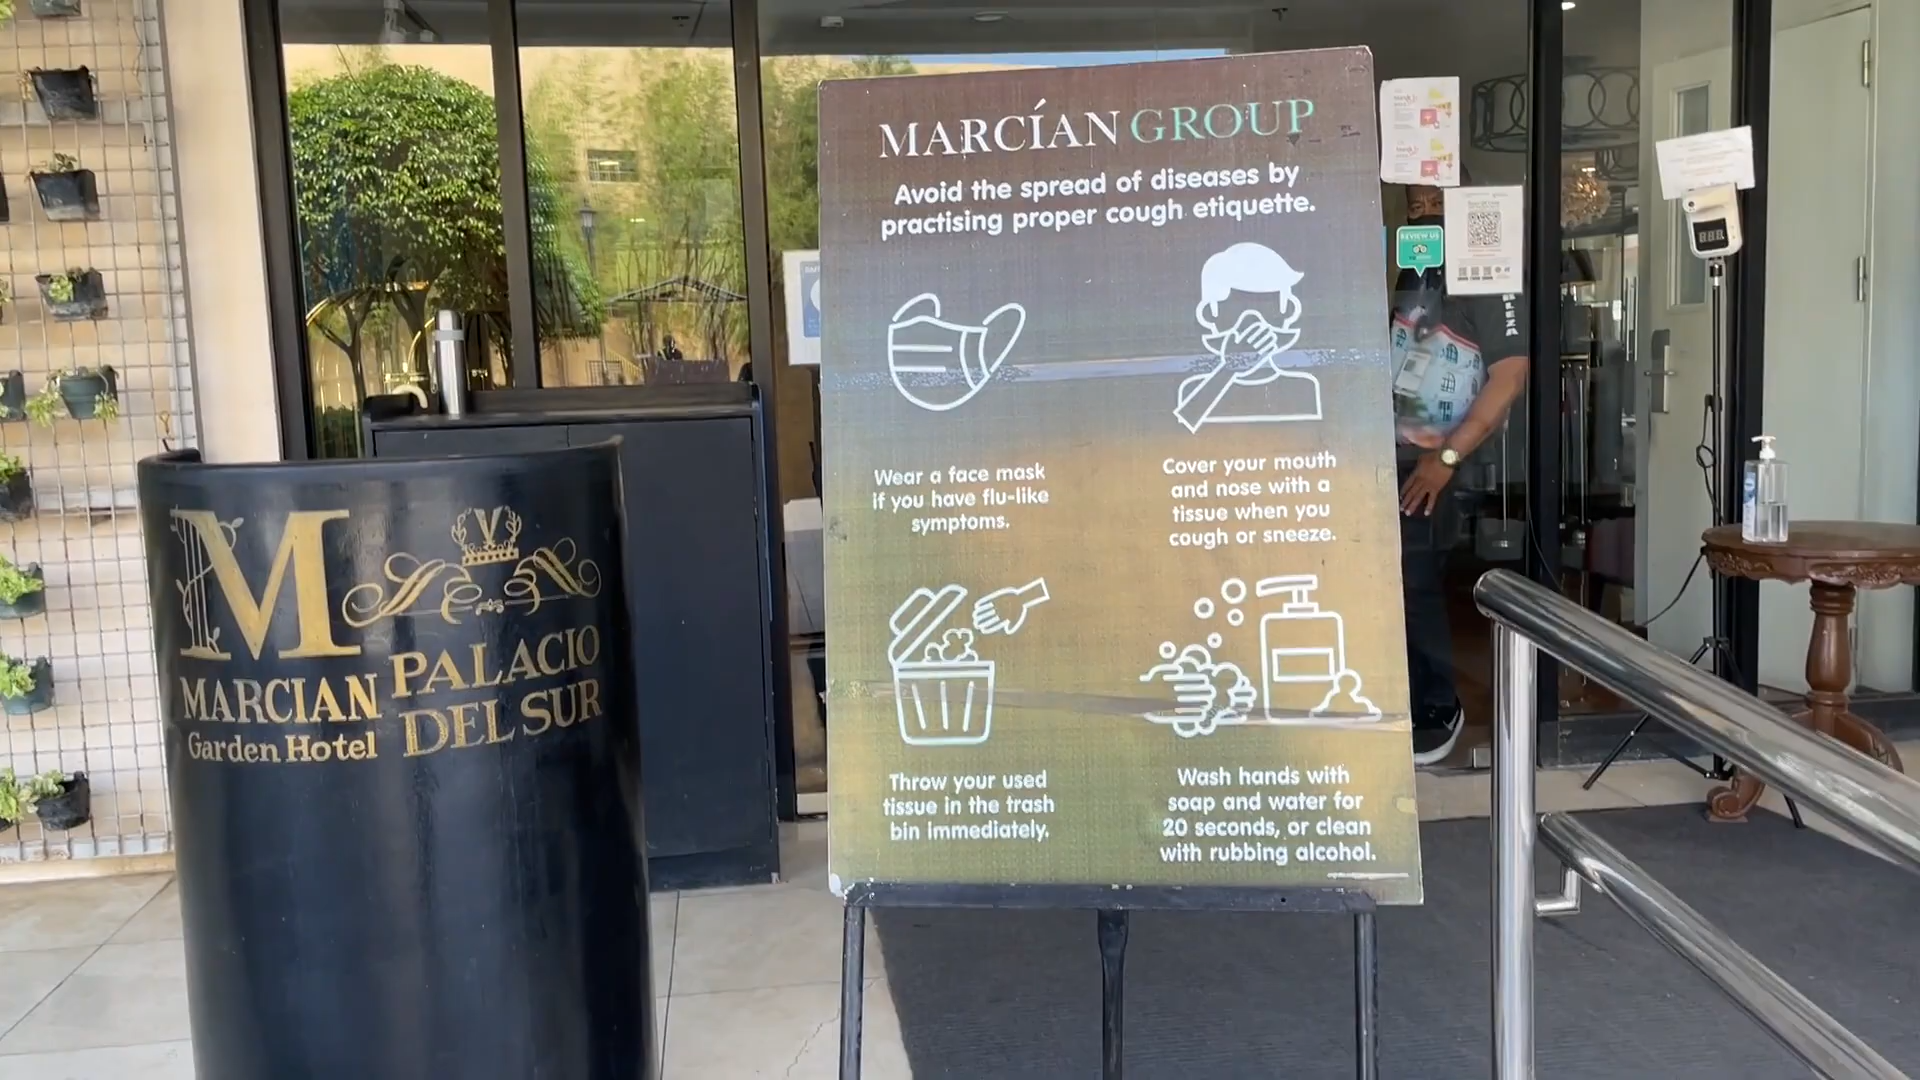 MARCÍAN GROUP
Avoid the spread of diseases by
practising proper cough etiquette.
Wear a face mask
if you have flu-like
symptoms.
Cover your mouth
and nose with a
tissue when you
cough or sneeze.
Throw your used
tissue in the trash
bin immediately.
Wash hands with
soap and water for
20 seconds, or clean
with rubbing alcohol.
M
MARCIAN
Garden Hotel
V
PALACIO
DEL SUR
REVIEW US